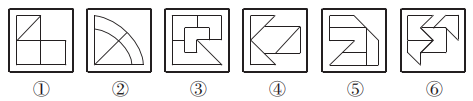 ① ② ③ ④ ⑤ ⑥